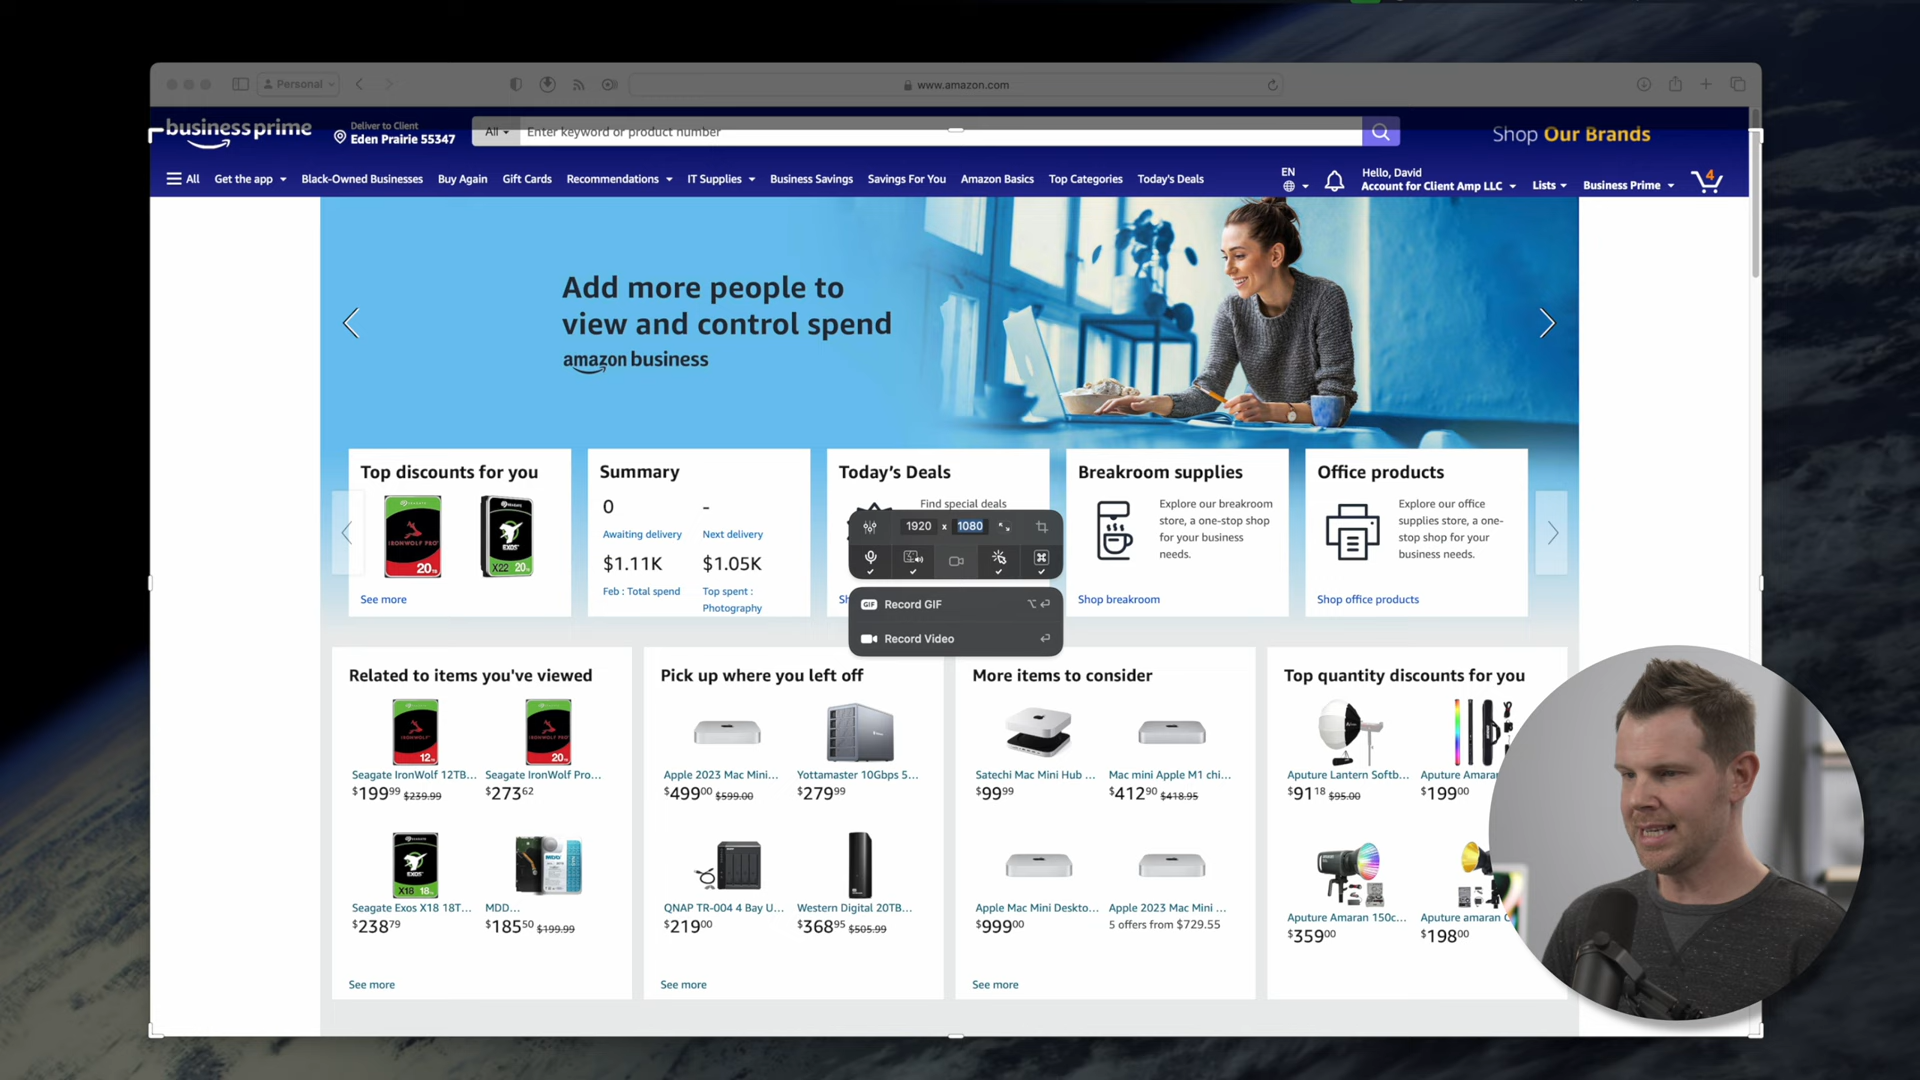 Personal
www.amazon.com
business prime
Deliver to Client
Eden Prairie 55347
All
Enter keyword or product number
Shop Our Brands
All
Get the app
Black-Owned Businesses
Buy Again
Gift Cards
Recommendations
IT Supplies
Business Savings
Savings For You
Amazon Basics
Top Categories
Today's Deals
EN
Hello, David
Account for Client Amp LLC
Lists
Business Prime
4
Add more people to
view and control spend
amazon business
Top discounts for you
IRONWOLF PRO
20TB
EXOS
X22 20TB
See more
Summary
0
Awaiting delivery
-
Next delivery
$1.11K
Feb : Total spend
$1.05K
Top spent :
Photography
Today's Deals
Find special deals
Sh
Breakroom supplies
Explore our breakroom
store, a one-stop shop
for your business
needs.
Shop breakroom
Office products
Explore our office
supplies store, a one-
stop shop for your
business needs.
Shop office products
1920 x 1080
GIF Record GIF
Record Video
Related to items you've viewed
12TB
Seagate IronWolf 12TB...
$199.99 $239.99
20TB
Seagate IronWolf Pro...
$273.62
EXOS
X18 18TB
Seagate Exos X18 18T...
$238.79
MDD...
$185.50 $199.99
See more
Pick up where you left off
Apple 2023 Mac Mini...
$499.00 $599.00
Yottamaster 10Gbps 5...
$279.99
QNAP TR-004 4 Bay U...
$219.00
Western Digital 20TB...
$368.95 $505.99
See more
More items to consider
Satechi Mac Mini Hub ...
$99.99
Mac mini Apple M1 chi...
$412.90 $418.95
Apple Mac Mini Deskto...
$999.00
Apple 2023 Mac Mini ...
5 offers from $729.55
See more
Top quantity discounts for you
Aputure Lantern Softb...
$91.18 $95.00
Aputure Amaran
$199.00
Aputure Amaran 150c...
$359.00
Aputure amaran
$198.00